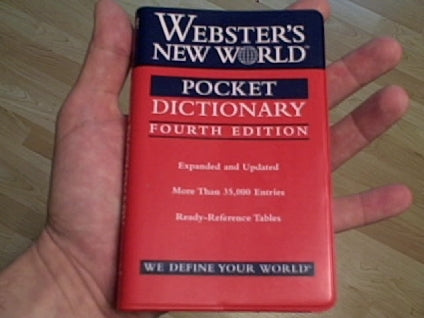 WEBSTER'S
NEW WORLD®
POCKET
DICTIONARY
FOURTH EDITION
Expanded and Updated
More Than 35,000 Entries
Ready-Reference Tables
WE DEFINE YOUR WORLD™